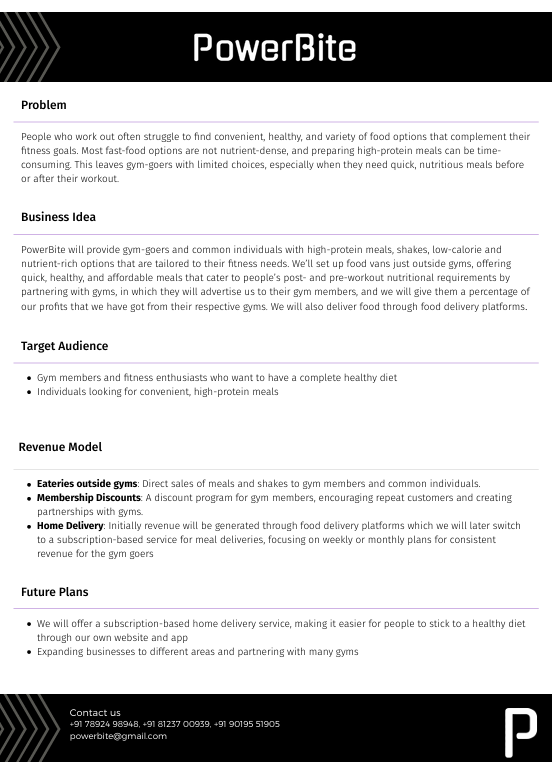 PowerBite
Problem
People who work out often struggle to find convenient, healthy, and variety of food options that complement their
fitness goals. Most fast-food options are not nutrient-dense, and preparing high-protein meals can be time-
consuming. This leaves gym-goers with limited choices, especially when they need quick, nutritious meals before
or after their workout.
Business Idea
PowerBite will provide gym-goers and common individuals with high-protein meals, shakes, low-calorie and
nutrient-rich options that are tailored to their fitness needs. We'll set up food vans just outside gyms, offering
quick, healthy, and affordable meals that cater to people's post- and pre-workout nutritional requirements by
partnering with gyms, in which they will advertise us to their gym members, and we will give them a percentage of
our profits that we have got from their respective gyms. We will also deliver food through food delivery platforms.
Target Audience
• Gym members and fitness enthusiasts who want to have a complete healthy diet
• Individuals looking for convenient, high-protein meals
Revenue Model
• Eateries outside gyms: Direct sales of meals and shakes to gym members and common individuals.
• Membership Discounts: A discount program for gym members, encouraging repeat customers and creating
partnerships with gyms.
• Home Delivery: Initially revenue will be generated through food delivery platforms which we will later switch
to a subscription-based service for meal deliveries, focusing on weekly or monthly plans for consistent
revenue for the gym goers
Future Plans
• We will offer a subscription-based home delivery service, making it easier for people to stick to a healthy diet
through our own website and app
• Expanding businesses to different areas and partnering with many gyms
Contact us
+91 78924 98948, +91 81237 00939, +91 90195 51905
powerbite@gmail.com
P